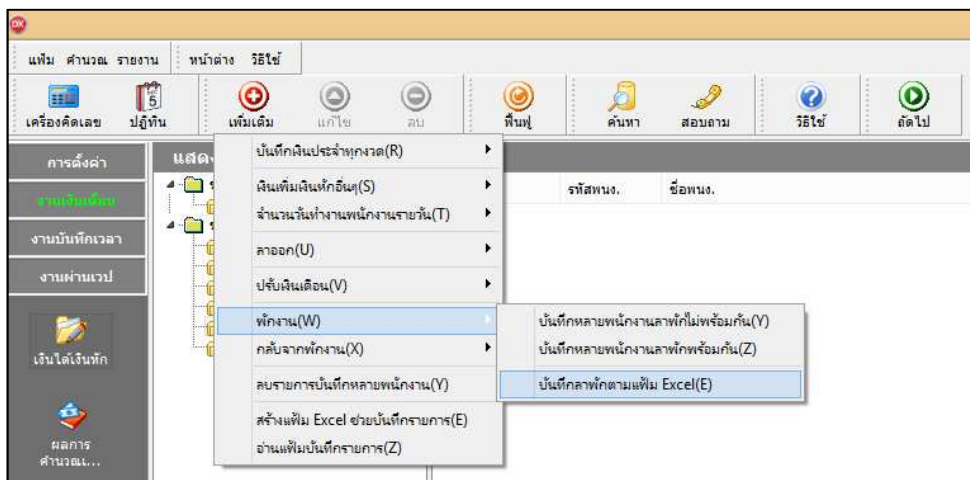 แฟ้ม คำนวณ รายงาน หน้าต่าง วิธีใช้
5
เครื่องคิดเลข ปฏิทิน เพิ่มเติม แก้ไข ลบ ฟื้นฟู ค้นหา สอบถาม วิธีใช้ ถัดไป
การตั้งค่า
งานเงินเดือน
งานบันทึกเวลา
งานผ่านเวป
เงินได้เงินหัก
ผลการ
คำนวณ...
แสดง
รหัสพนง. ชื่อพนง.
บันทึกเงินประจำทุกงวด(R)
เงินเพิ่มเงินหักอื่นๆ(S)
จำนวนวันทำงานพนักงานรายวัน(T)
ลาออก(U)
ปรับเงินเดือน(V)
พักงาน(W)
กลับจากพักงาน(X)
ลบรายการบันทึกหลายพนักงาน(Y)
สร้างแฟ้ม Excel ช่วยบันทึกรายการ(E)
อ่านแฟ้มบันทึกรายการ(Z)
บันทึกหลายพนักงานลาพักไม่พร้อมกัน(Y)
บันทึกหลายพนักงานลาพักพร้อมกัน(Z)
บันทึกลาพักตามแฟ้ม Excel(E)